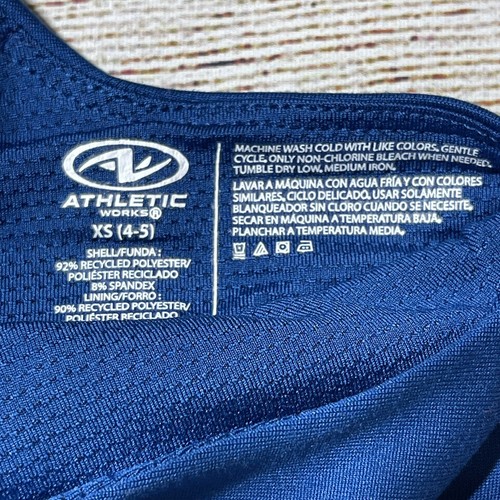 ATHLETIC
WORKS®
XS (4-5)
SHELL/FUNDA :
92% RECYCLED POLYESTER/
POLIÉSTER RECICLADO
8% SPANDEX
LINING/FORRO :
90% RECYCLED POLYESTER/
POLIÉSTER RECICLADO
MACHINE WASH COLD WITH LIKE COLORS, GENTLE
CYCLE, ONLY NON-CHLORINE BLEACH WHEN NEEDED.
TUMBLE DRY LOW, MEDIUM IRON.
LAVAR A MÁQUINA CON AGUA FRÍA Y CON COLORES
SIMILARES, CICLO DELICADO, USAR SOLAMENTE
BLANQUEADOR SIN CLORO CUANDO SE NECESITE,
SECAR EN MÁQUINA A TEMPERATURA BAJA,
PLANCHAR A TEMPERATURA MEDIA.